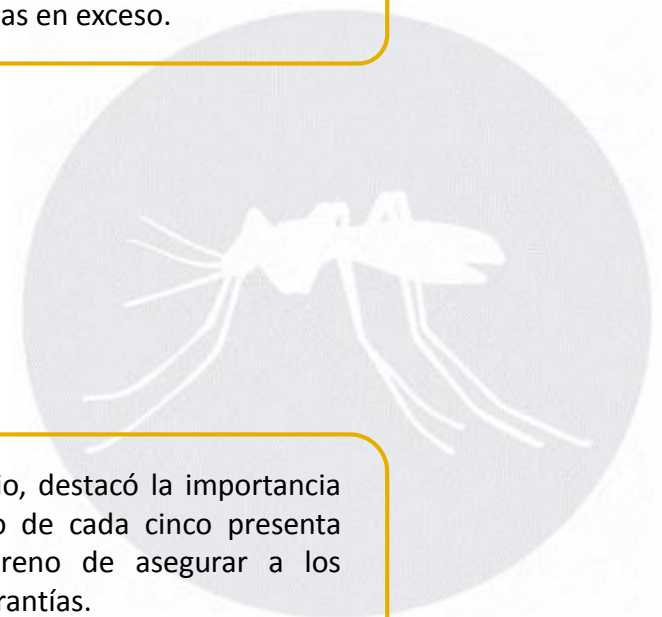 as en exceso.
io, destacó la importancia
o de cada cinco presenta
reno de asegurar a los
rantías.